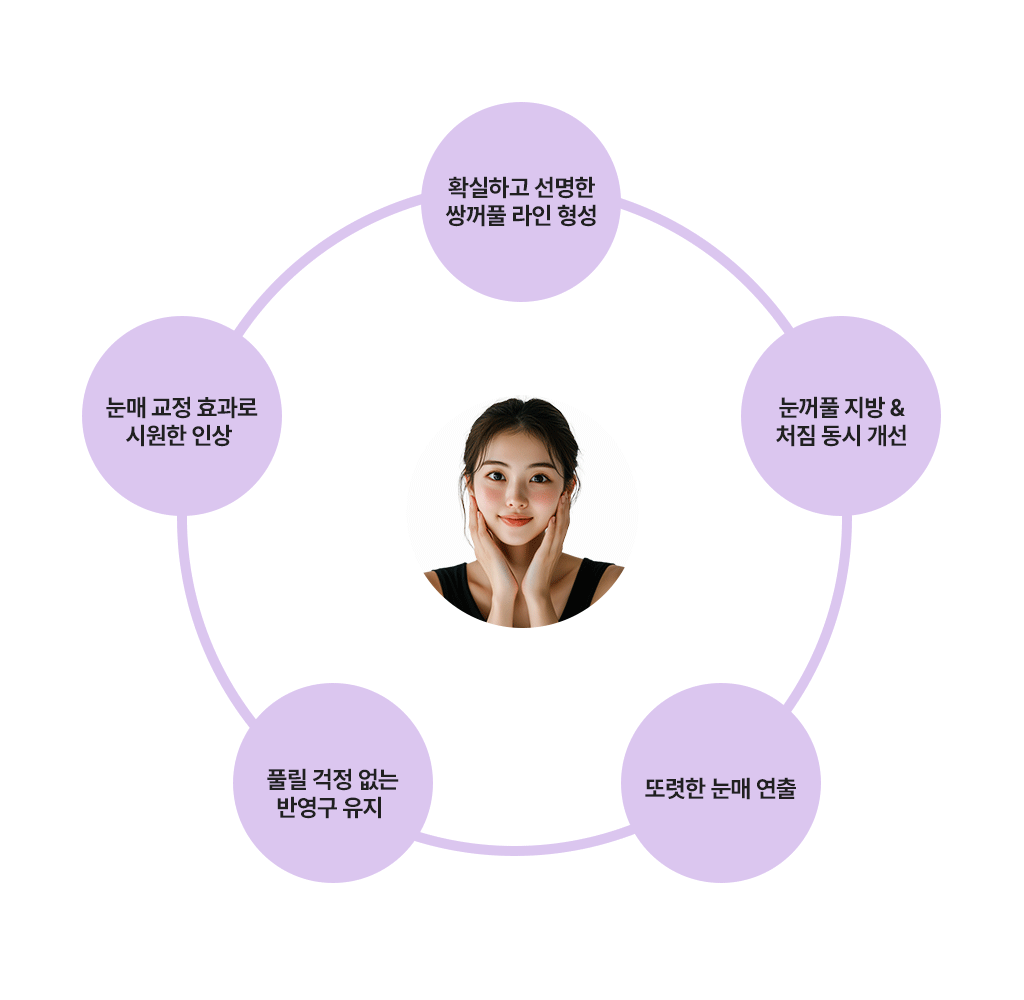 확실하고 선명한
쌍꺼풀 라인 형성
눈꺼풀 지방 &
처짐 동시 개선
또렷한 눈매 연출
풀릴 걱정 없는
반영구 유지
눈매 교정 효과로
시원한 인상